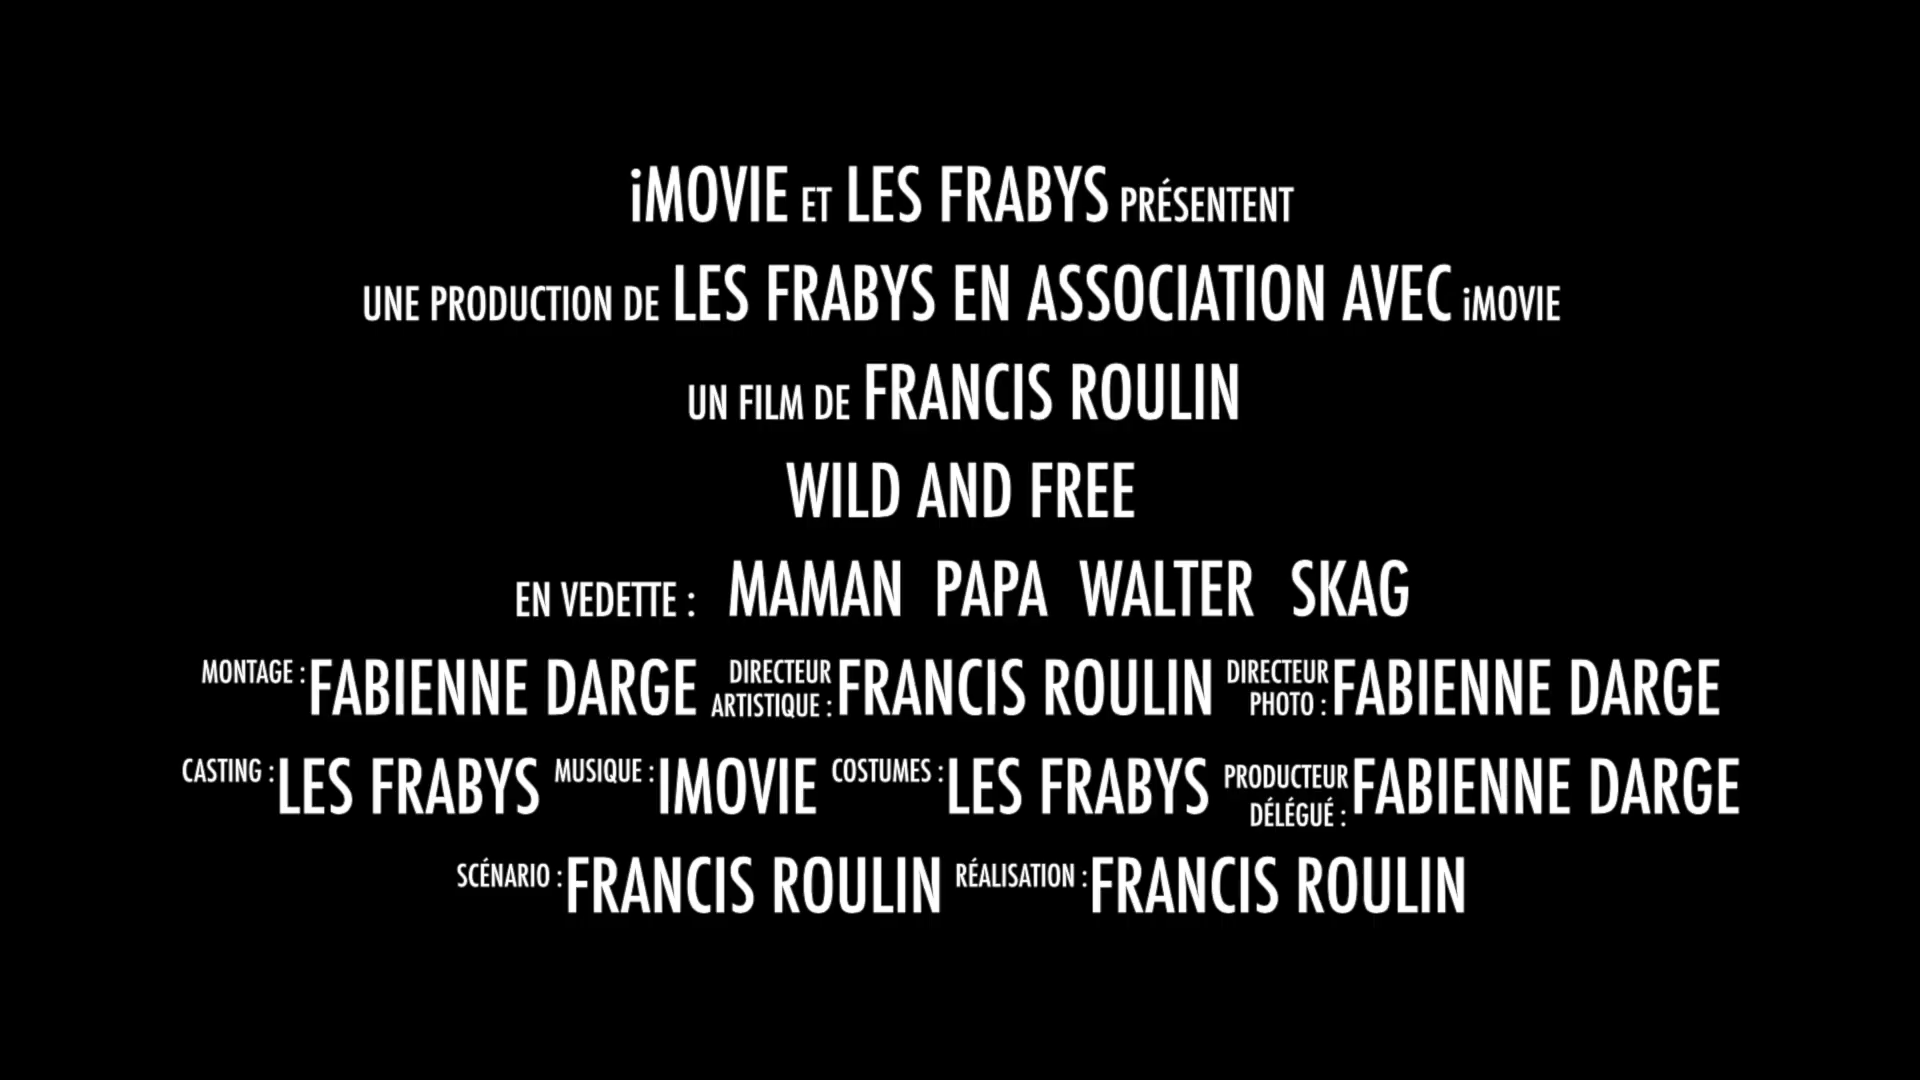 iMOVIE ET LES FRABYS PRÉSENTENT
UNE PRODUCTION DE LES FRABYS EN ASSOCIATION AVEC iMOVIE
UN FILM DE FRANCIS ROULIN
WILD AND FREE
EN VEDETTE : MAMAN PAPA WALTER SKAG
MONTAGE : FABIENNE DARGE DIRECTEUR ARTISTIQUE : FRANCIS ROULIN DIRECTEUR PHOTO : FABIENNE DARGE
CASTING : LES FRABYS MUSIQUE : IMOVIE COSTUMES : LES FRABYS PRODUCTEUR DÉLÉGUÉ : FABIENNE DARGE
SCÉNARIO : FRANCIS ROULIN RÉALISATION : FRANCIS ROULIN